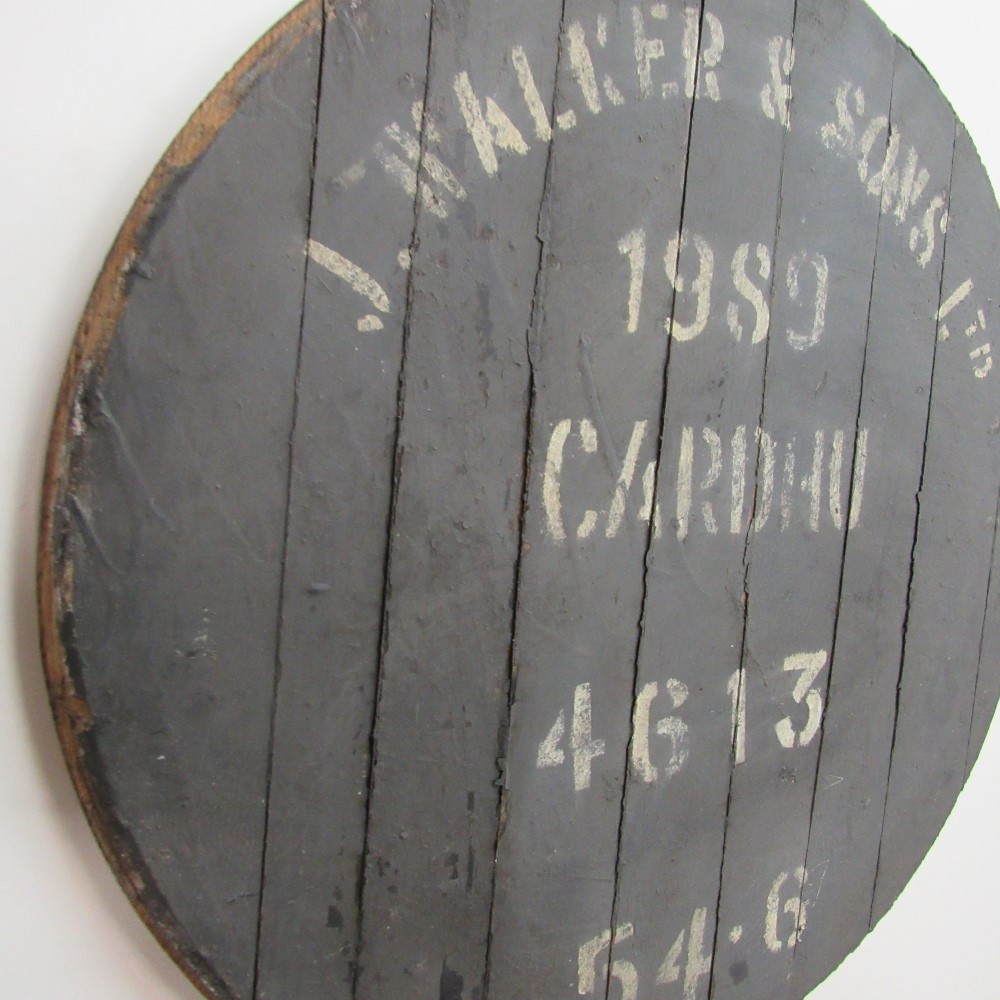 J. WALKER & SONS LTD
1989
CARDHU
4613
54·6